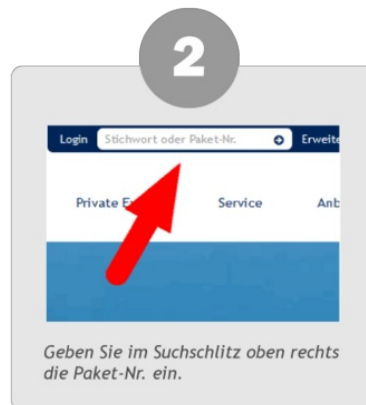 2
Login Stichwort oder Paket-Nr. Erweite
Private E Service Anb
Geben Sie im Suchschlitz oben rechts
die Paket-Nr. ein.